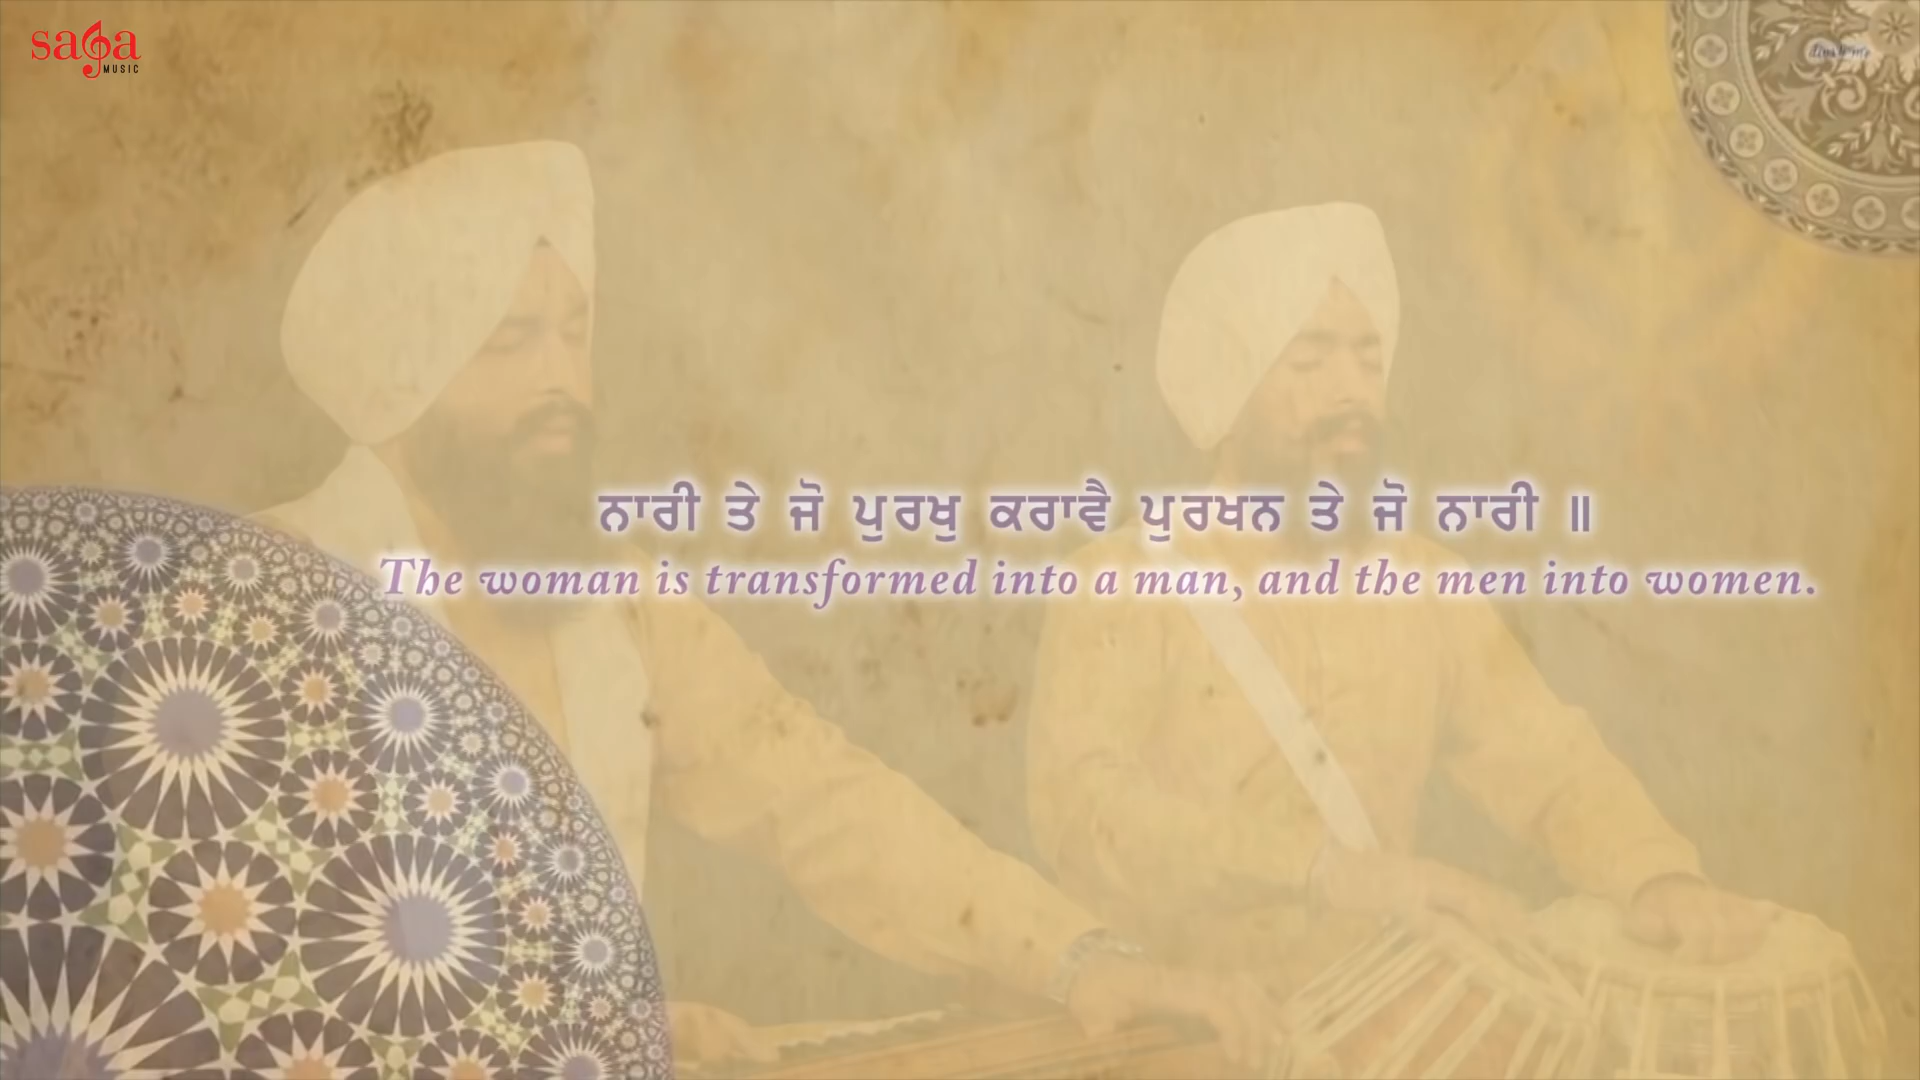 saga
MUSIC
ਨਾਰੀ ਤੇ ਜੋ ਪੁਰਖੁ ਕਰਾਵੈ ਪੁਰਖਨ ਤੇ ਜੋ ਨਾਰੀ ॥
The woman is transformed into a man, and the men into women.